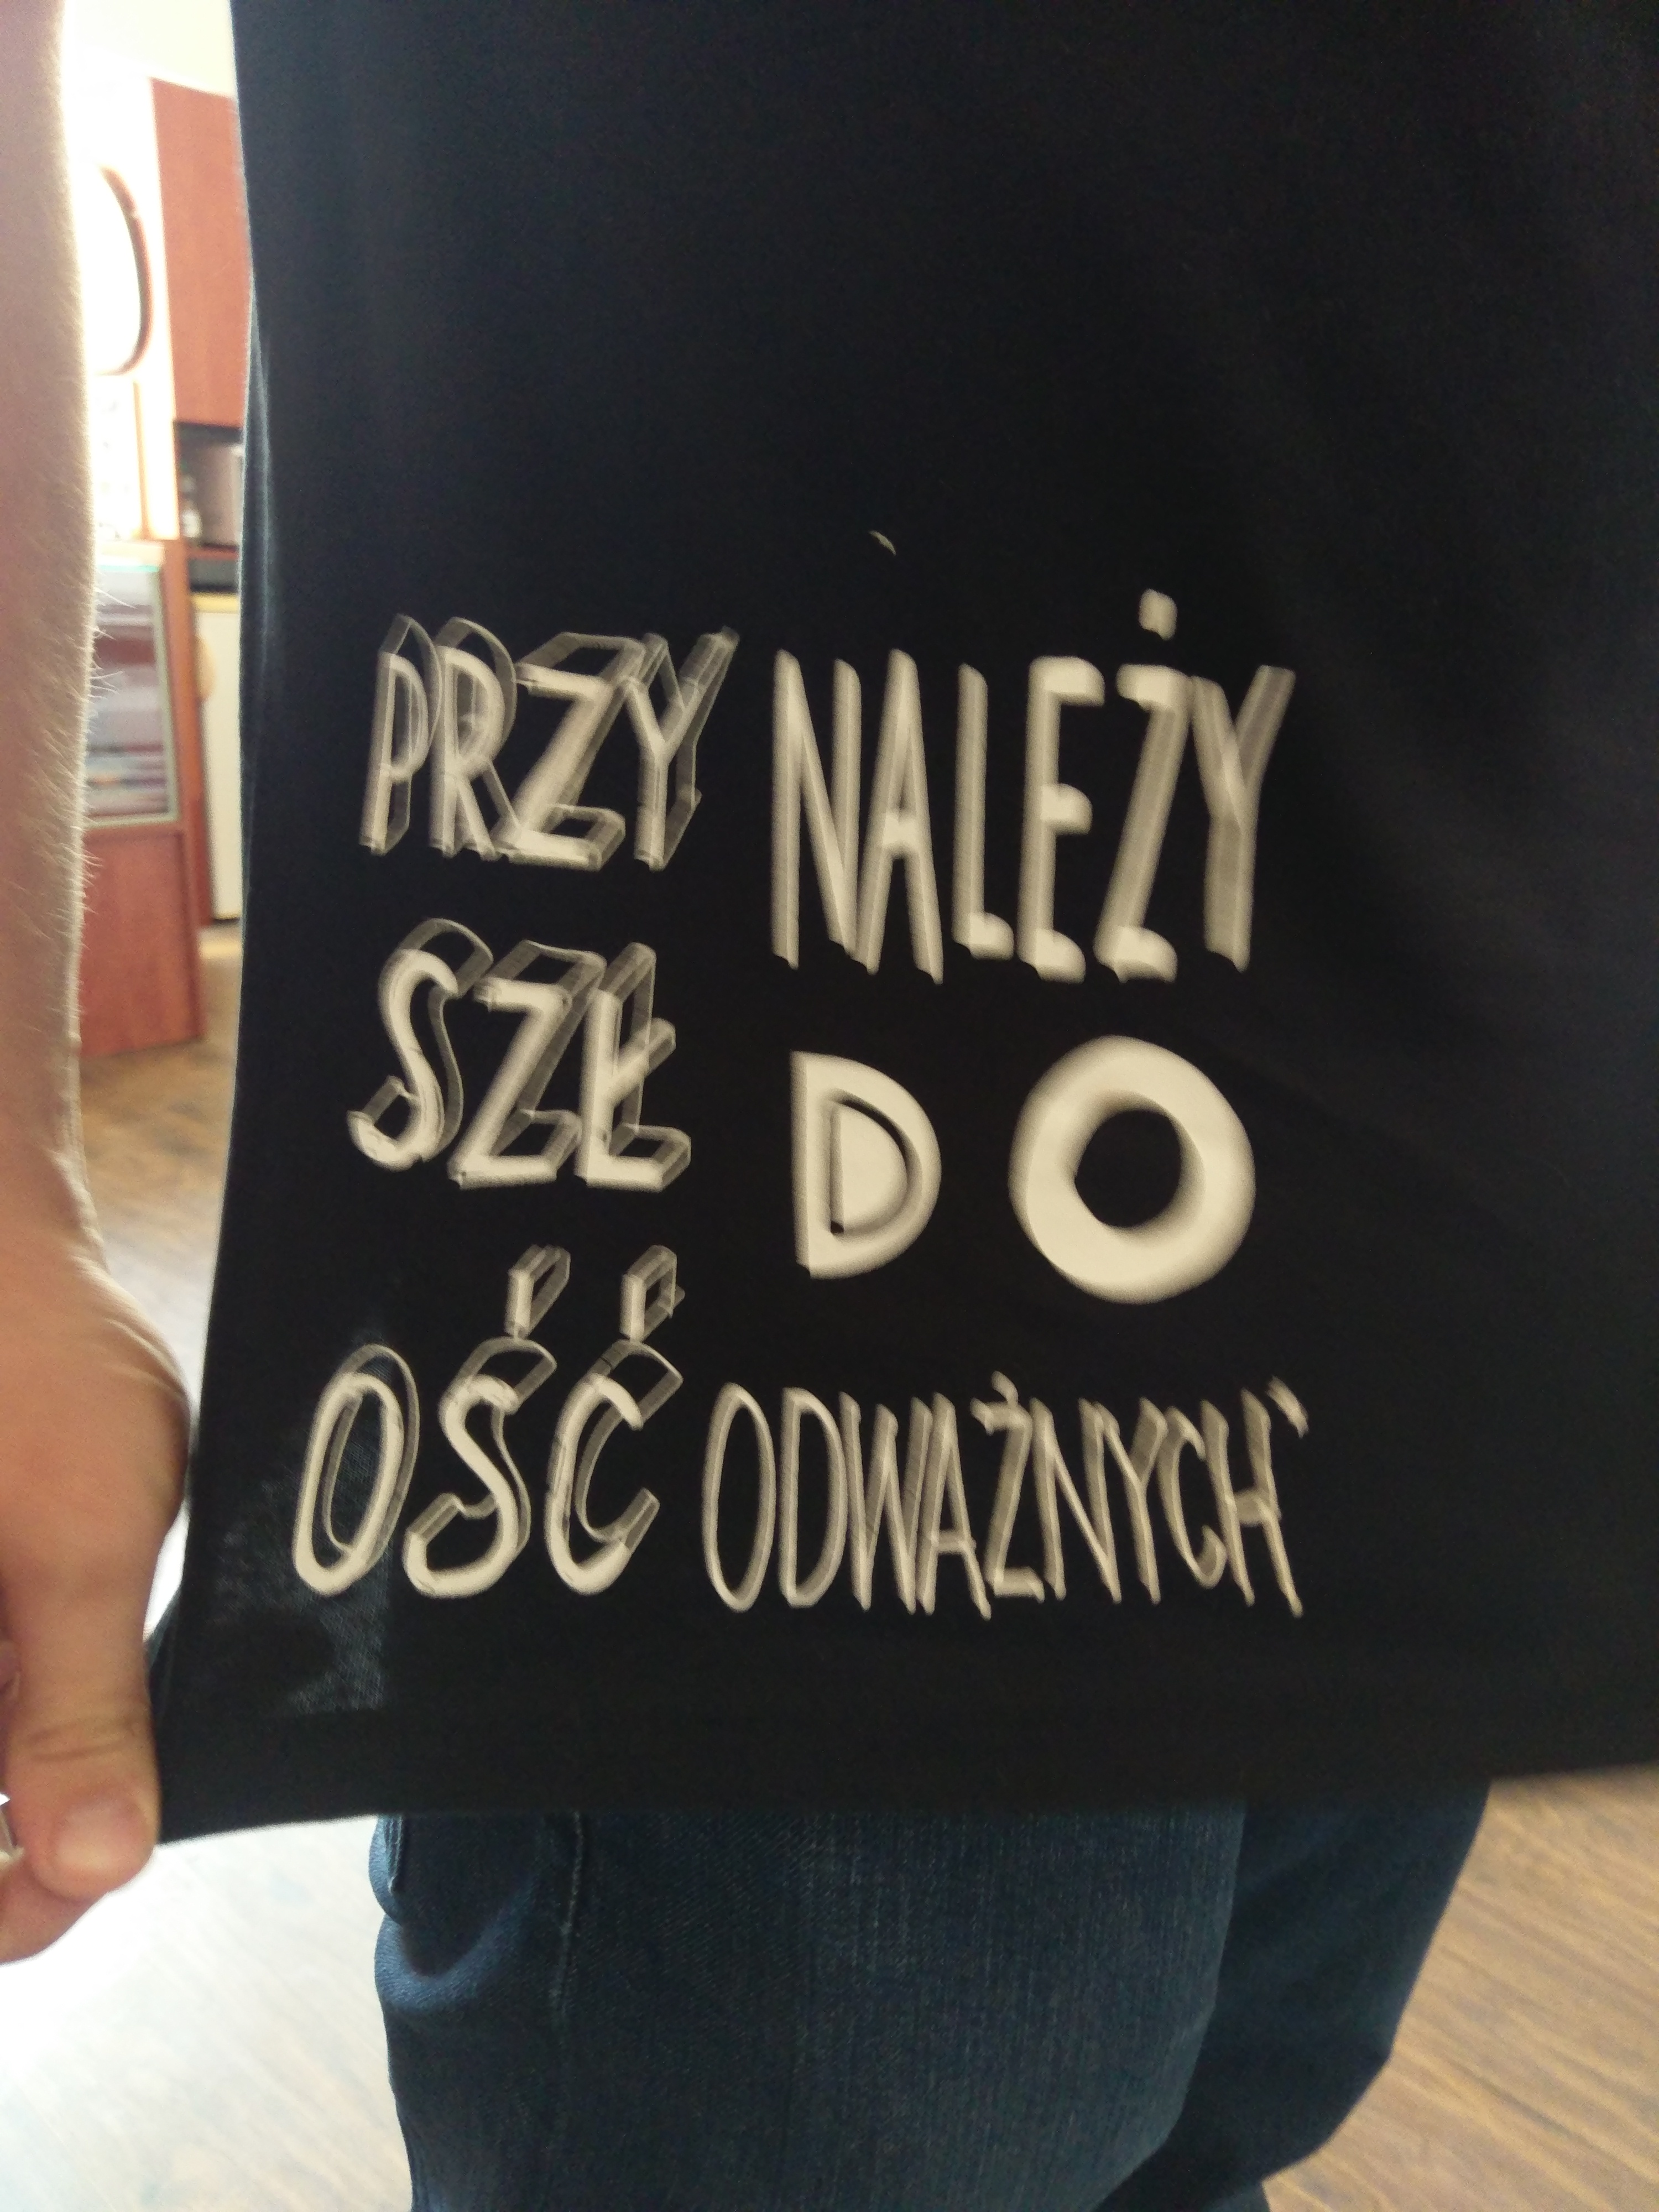 PRZY
SZŁ
OŚĆ
NALEŻY
DO
ODWAŻNYCH